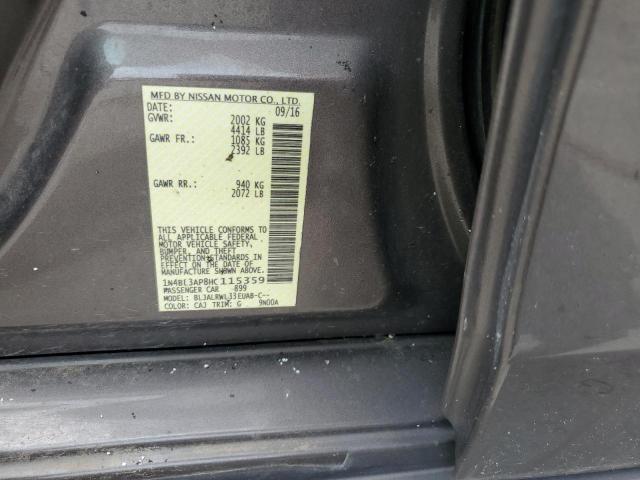 MFD BY NISSAN MOTOR CO., LTD.
DATE: 09/16
GVWR: 2002 KG
4414 LB
GAWR FR.: 1085 KG
2392 LB
GAWR RR.: 940 KG
2072 LB
THIS VEHICLE CONFORMS TO
ALL APPLICABLE FEDERAL
MOTOR VEHICLE SAFETY,
BUMPER, AND THEFT
PREVENTION STANDARDS IN
EFFECT ON THE DATE OF
MANUFACTURE SHOWN ABOVE.
1N4BL3AP8HC115359
PASSENGER CAR 899
MODEL: BLJALRWLJ3EUAB-C--
COLOR: CAJ TRIM: G 9N00A